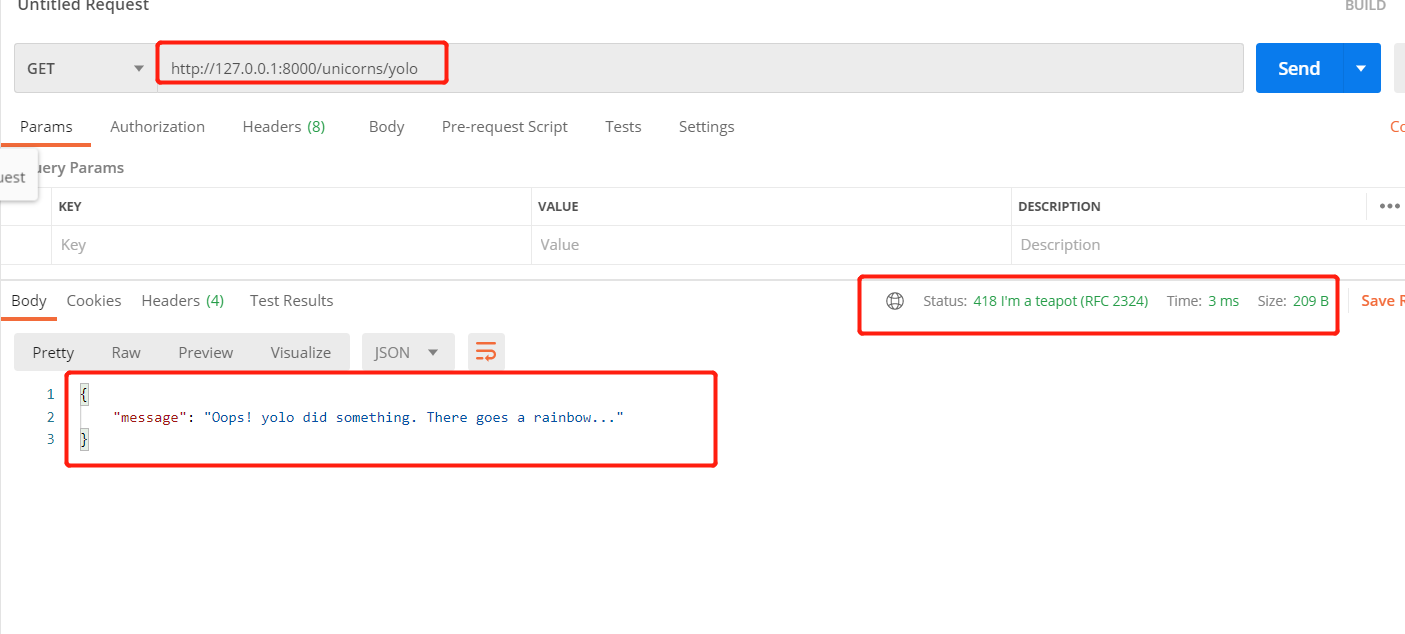 Untitled Request BUILD
GET http://127.0.0.1:8000/unicorns/yolo Send
Params Authorization Headers (8) Body Pre-request Script Tests Settings
uery Params
uest
KEY VALUE DESCRIPTION
Key Value Description
Body Cookies Headers (4) Test Results Status: 418 I'm a teapot (RFC 2324) Time: 3 ms Size: 209 B Save
Pretty Raw Preview Visualize JSON
1 {
2 "message": "Oops! yolo did something. There goes a rainbow..."
3 }